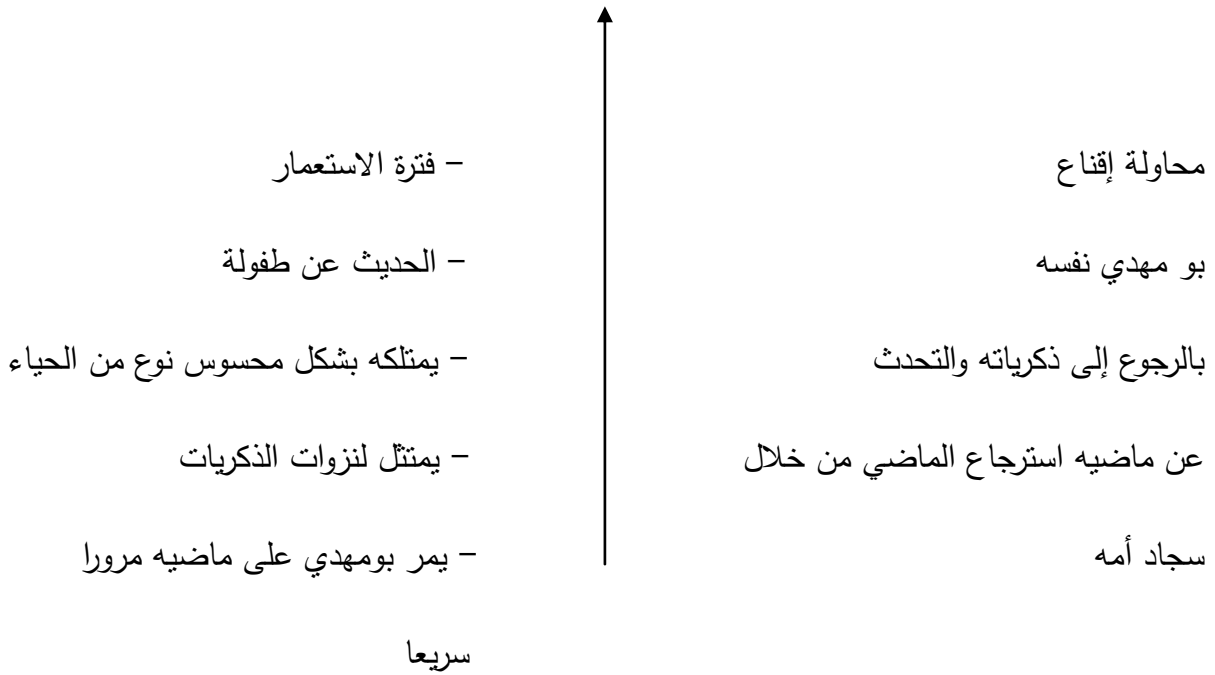 محاولة إقناع
بو مهدي نفسه
بالرجوع إلى ذكرياته والتحدث
عن ماضيه استرجاع الماضي من خلال
سجاد أمه
– فترة الاستعمار
– الحديث عن طفولة
– يمتلكه بشكل محسوس نوع من الحياء
– يمتثل لنزوات الذكريات
– يمر بومهدي على ماضيه مرورا
سريعا